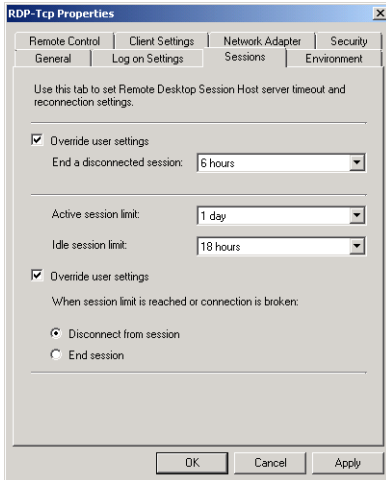 RDP-Tcp Properties
Remote Control
Client Settings
Network Adapter
Security
General
Log on Settings
Sessions
Environment
Use this tab to set Remote Desktop Session Host server timeout and
reconnection settings.
Override user settings
End a disconnected session: 6 hours
Active session limit: 1 day
Idle session limit: 18 hours
Override user settings
When session limit is reached or connection is broken:
Disconnect from session
End session
OK
Cancel
Apply